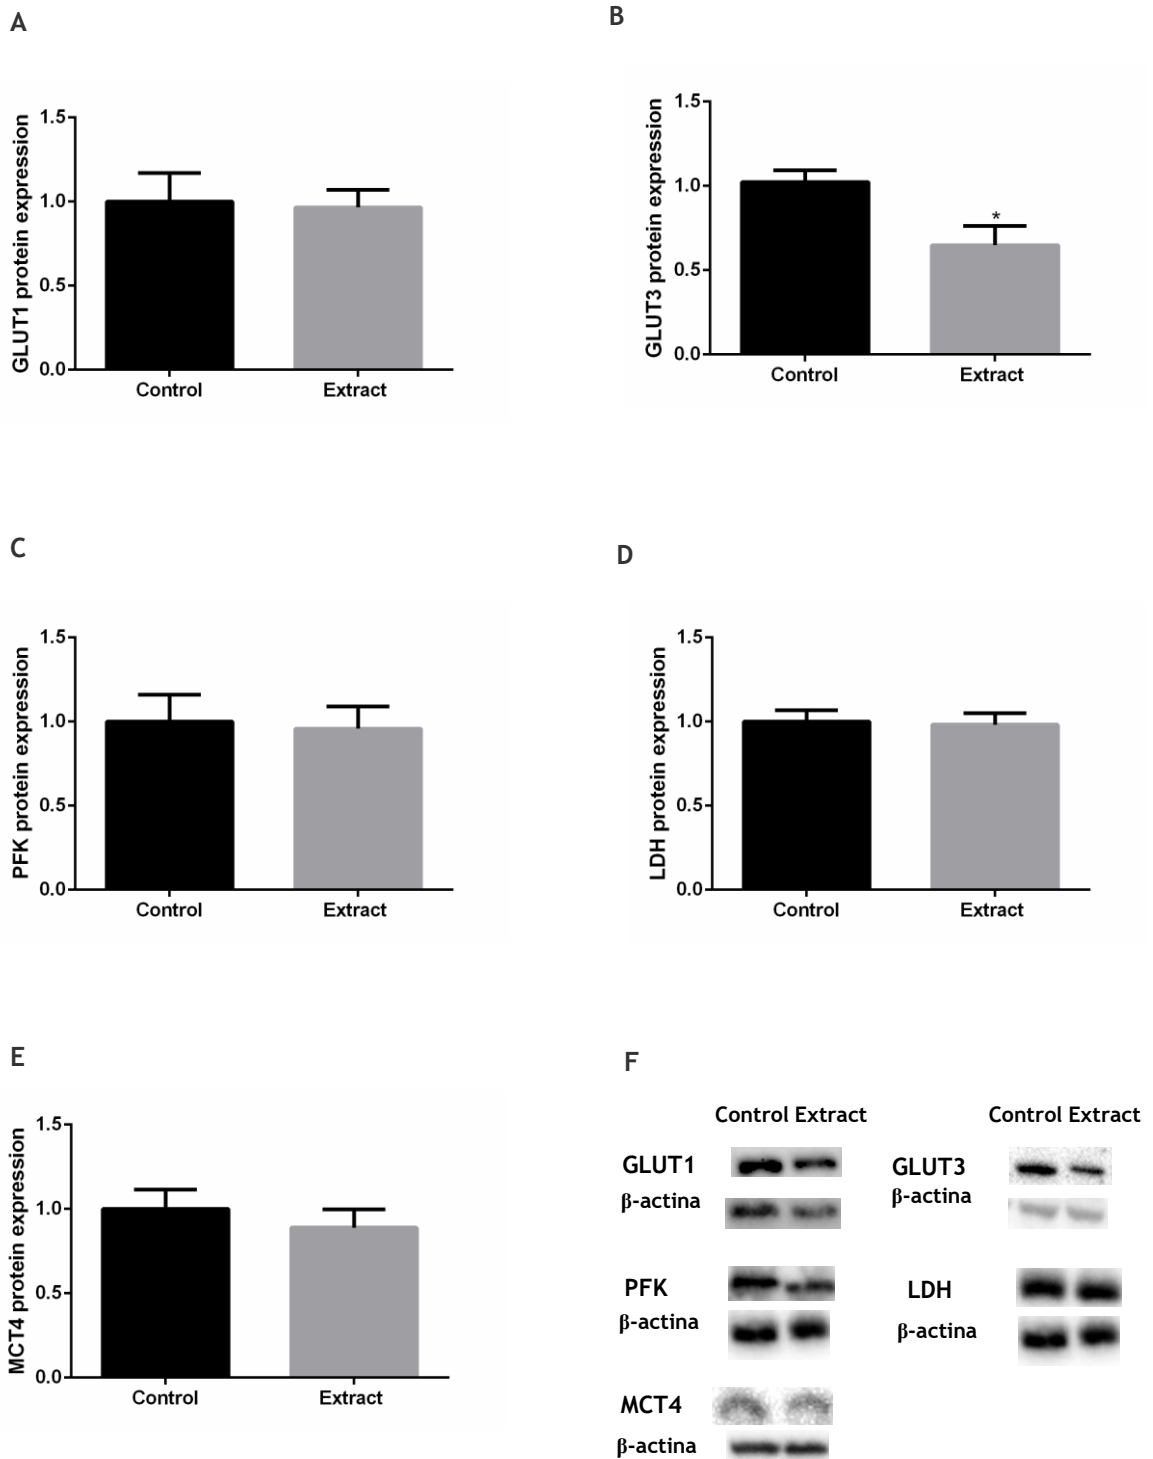 A
B
GLUT1 protein expression
1.5
1.0
0.5
0.0
Control Extract
GLUT3 protein expression
1.5
1.0
0.5
0.0
*
Control Extract
C
D
PFK protein expression
1.5
1.0
0.5
0.0
Control Extract
LDH protein expression
1.5
1.0
0.5
0.0
Control Extract
E
F
MCT4 protein expression
1.5
1.0
0.5
0.0
Control Extract
Control Extract
Control Extract
GLUT1
β-actina
GLUT3
β-actina
PFK
β-actina
LDH
β-actina
MCT4
β-actina